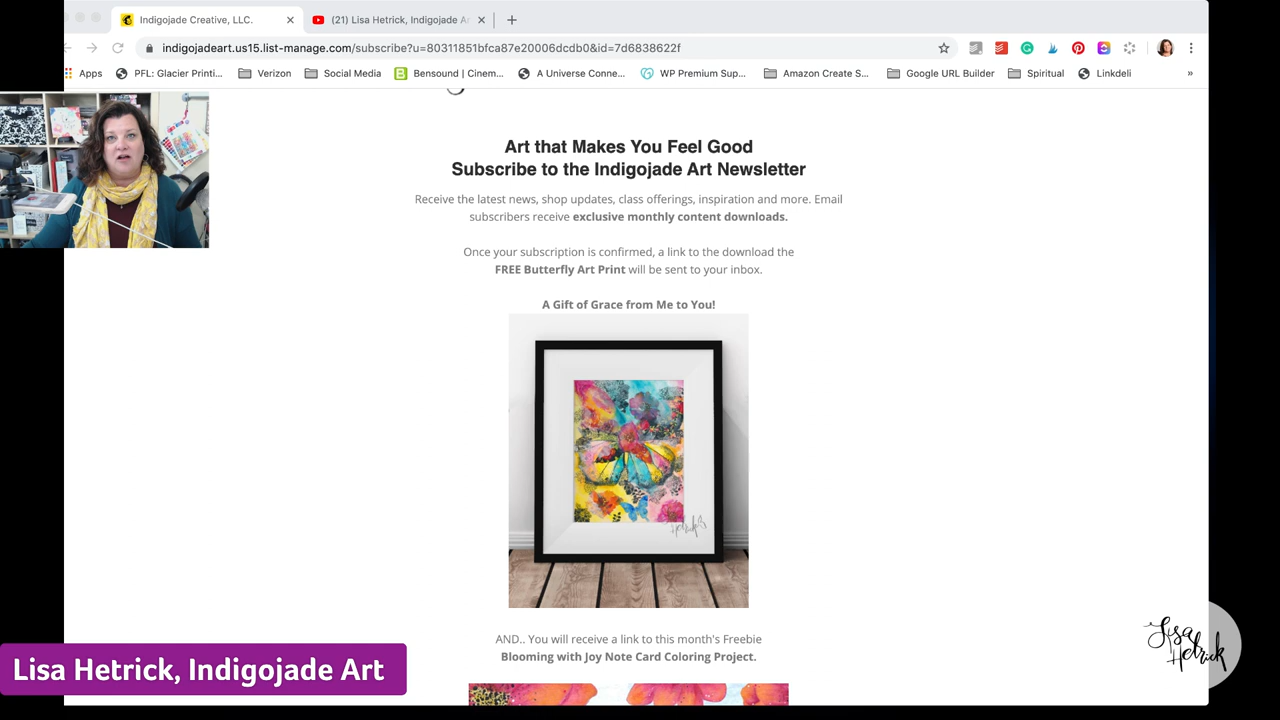 Indigojade Creative, LLC.
(21) Lisa Hetrick, Indigojade Ar
indigojadeart.us15.list-manage.com/subscribe?u=80311851bfca87e20006dcdb0&id=7d6838622f
Apps
PFL: Glacier Printi...
Verizon
Social Media
Bensound | Cinem...
A Universe Conne...
WP Premium Sup...
Amazon Create S...
Google URL Builder
Spiritual
Linkdeli
»
Art that Makes You Feel Good
Subscribe to the Indigojade Art Newsletter
Receive the latest news, shop updates, class offerings, inspiration and more. Email
subscribers receive exclusive monthly content downloads.
Once your subscription is confirmed, a link to the download the
FREE Butterfly Art Print will be sent to your inbox.
A Gift of Grace from Me to You!
Hetrick
AND.. You will receive a link to this month's Freebie
Blooming with Joy Note Card Coloring Project.
Lisa Hetrick, Indigojade Art
Lisa
Hetrick